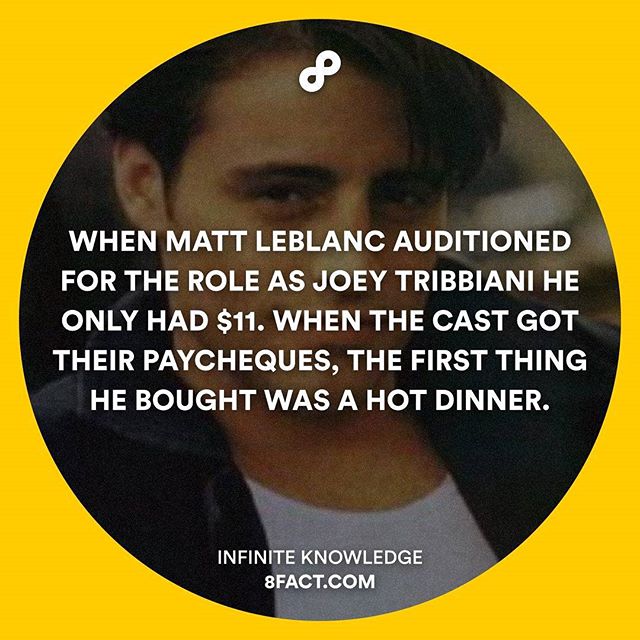 WHEN MATT LEBLANC AUDITIONED
FOR THE ROLE AS JOEY TRIBBIANI HE
ONLY HAD $11. WHEN THE CAST GOT
THEIR PAYCHEQUES, THE FIRST THING
HE BOUGHT WAS A HOT DINNER.
INFINITE KNOWLEDGE
8FACT.COM